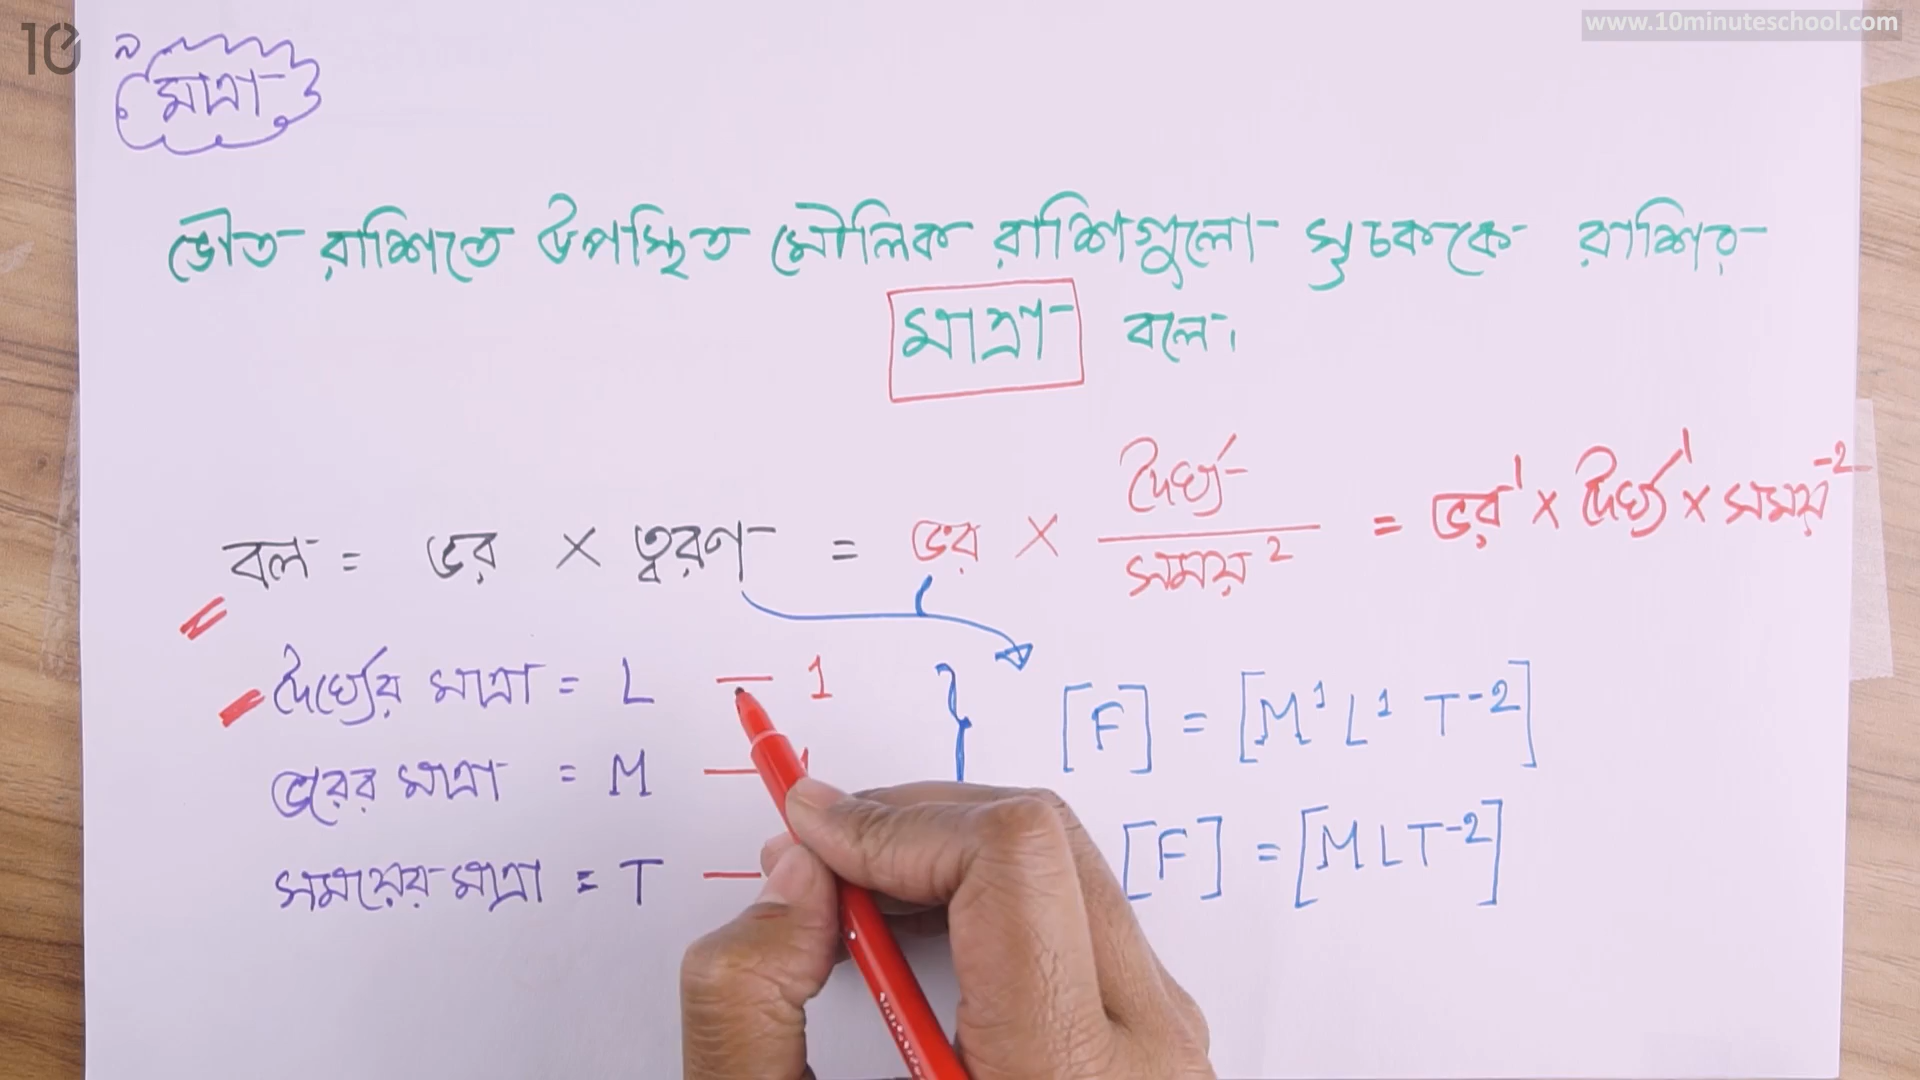 10
www.10minuteschool.com
মাত্রা
ভৌত রাশিতে উপস্থিত মৌলিক রাশিগুলো সুচককে রাশির
মাত্রা বলে।
বল = ভর × ত্বরণ = ভর × দৈর্ঘ্য / সময়² = ভর¹ × দৈর্ঘ্য¹ × সময়⁻²
দৈর্ঘ্যের মাত্রা = L — 1
ভরের মাত্রা = M —
সময়ের মাত্রা = T —
[F] = [M¹ L¹ T⁻²]
[F] = [M L T⁻²]